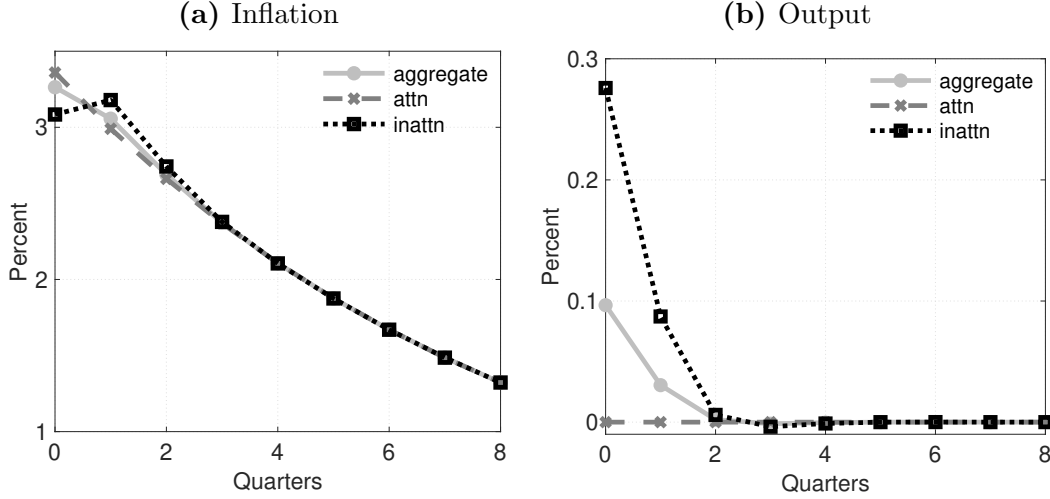 (a) Inflation
aggregate
attn
inattn
3
2
1
Percent
0 2 4 6 8
Quarters
(b) Output
aggregate
attn
inattn
0.3
0.2
0.1
0
Percent
0 2 4 6 8
Quarters